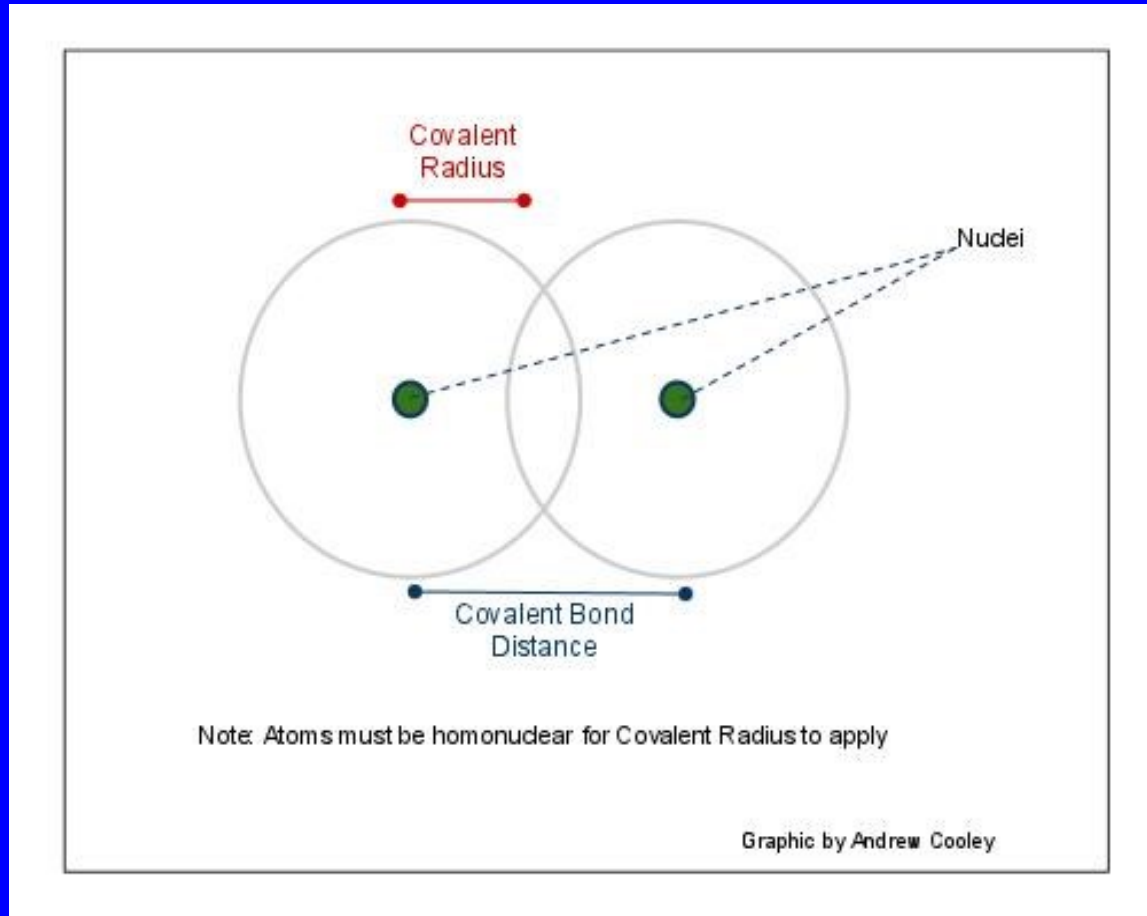 Covalent
Radius
Nuclei
Covalent Bond
Distance
Note: Atoms must be homonuclear for Covalent Radius to apply
Graphic by Andrew Cooley